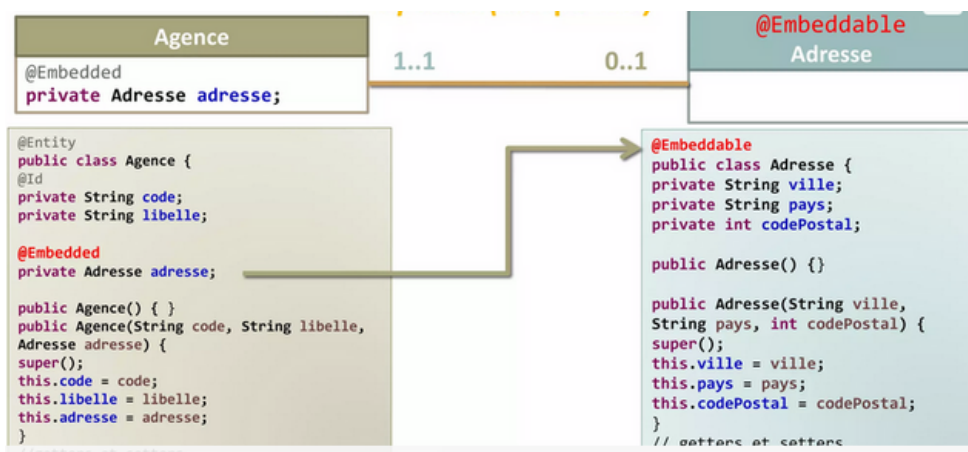 Agence
@Embedded
private Adresse adresse;
1..1
0..1
@Embeddable
Adresse
@Entity
public class Agence {
@Id
private String code;
private String libelle;
@Embedded
private Adresse adresse;
public Agence() { }
public Agence(String code, String libelle,
Adresse adresse) {
super();
this.code = code;
this.libelle = libelle;
this.adresse = adresse;
}
@Embeddable
public class Adresse {
private String ville;
private String pays;
private int codePostal;
public Adresse() {}
public Adresse(String ville,
String pays, int codePostal) {
super();
this.ville = ville;
this.pays = pays;
this.codePostal = codePostal;
}
// getters et setters